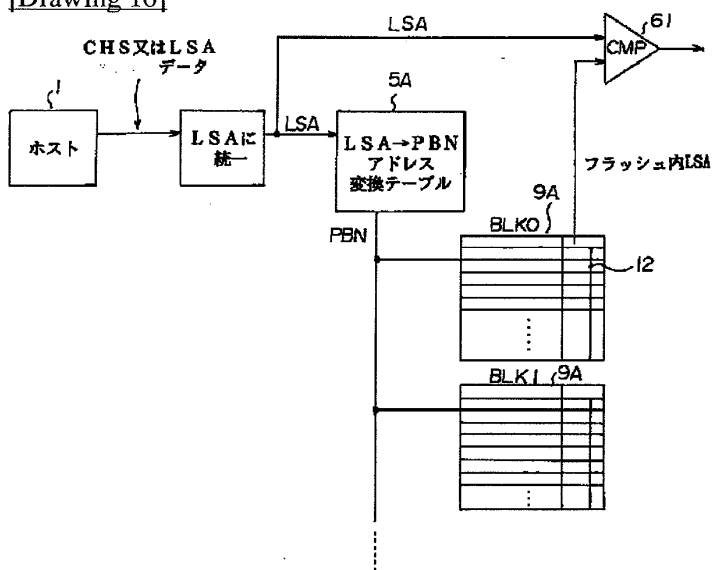 [Drawing 16]
LSA
61
CMP
CHS又はLSA
データ
1
ホスト
LSAに
統一
LSA
5A
LSA→PBN
アドレス
変換テーブル
フラッシュ内LSA
PBN
BLK0
9A
12
BLK1
9A